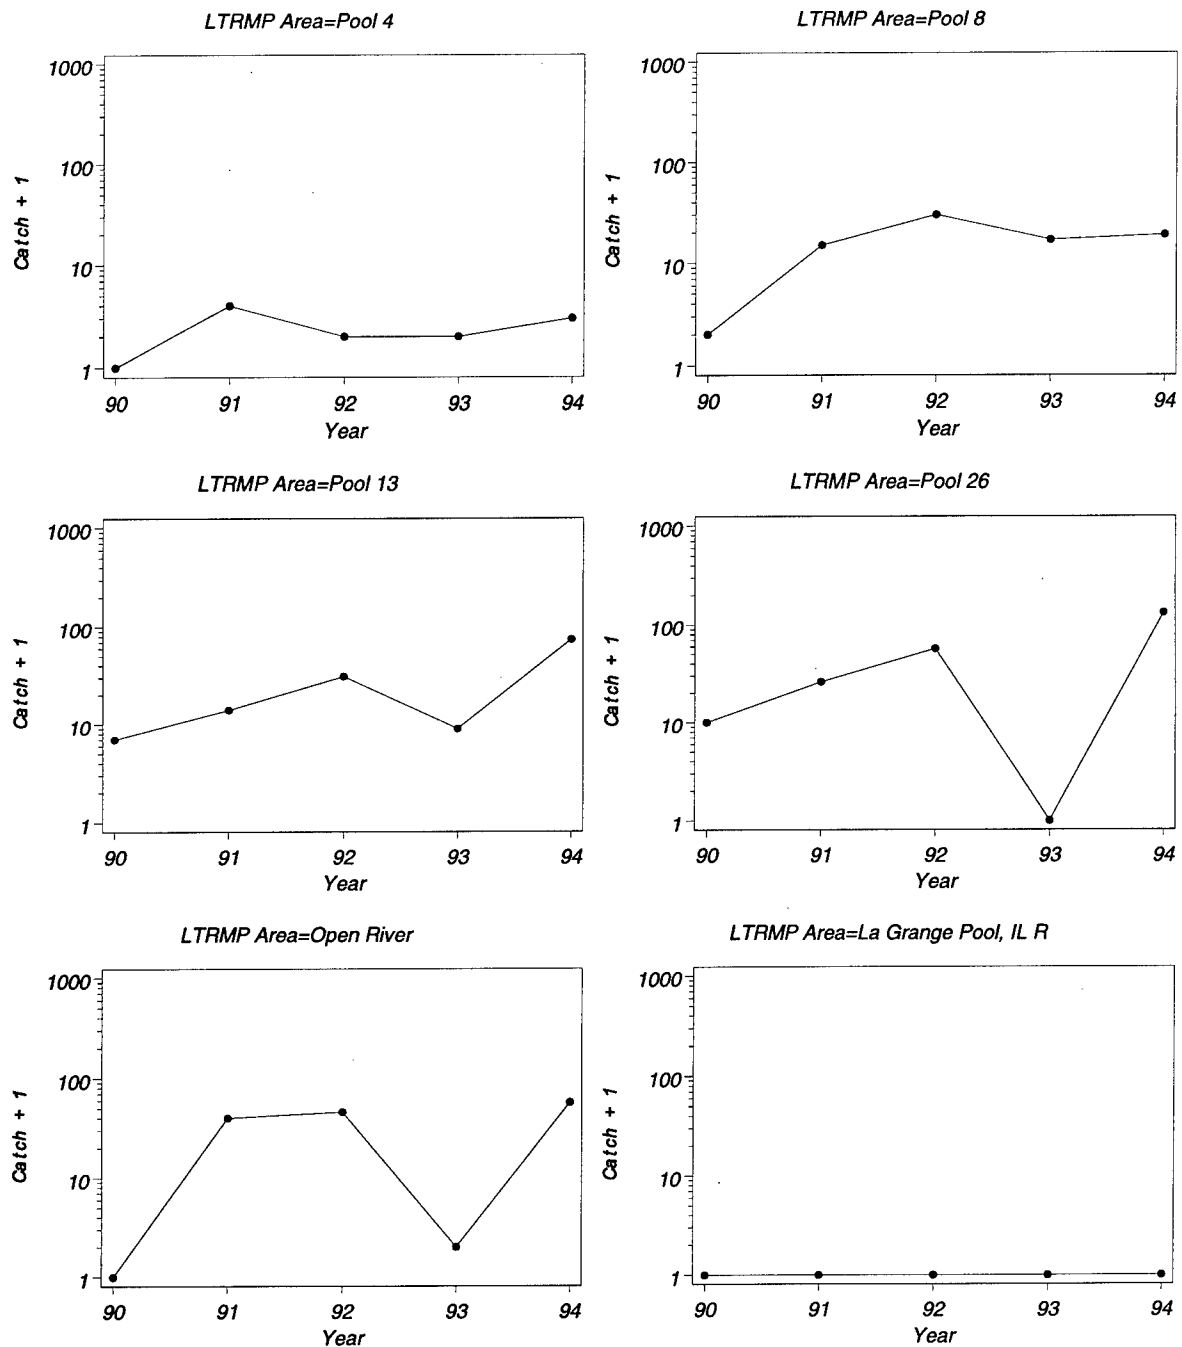 LTRMP Area=Pool 4
1000
100
10
1
Catch + 1
90 91 92 93 94
Year
LTRMP Area=Pool 8
1000
100
10
1
Catch + 1
90 91 92 93 94
Year
LTRMP Area=Pool 13
1000
100
10
1
Catch + 1
90 91 92 93 94
Year
LTRMP Area=Pool 26
1000
100
10
1
Catch + 1
90 91 92 93 94
Year
LTRMP Area=Open River
1000
100
10
1
Catch + 1
90 91 92 93 94
Year
LTRMP Area=La Grange Pool, IL R
1000
100
10
1
Catch + 1
90 91 92 93 94
Year